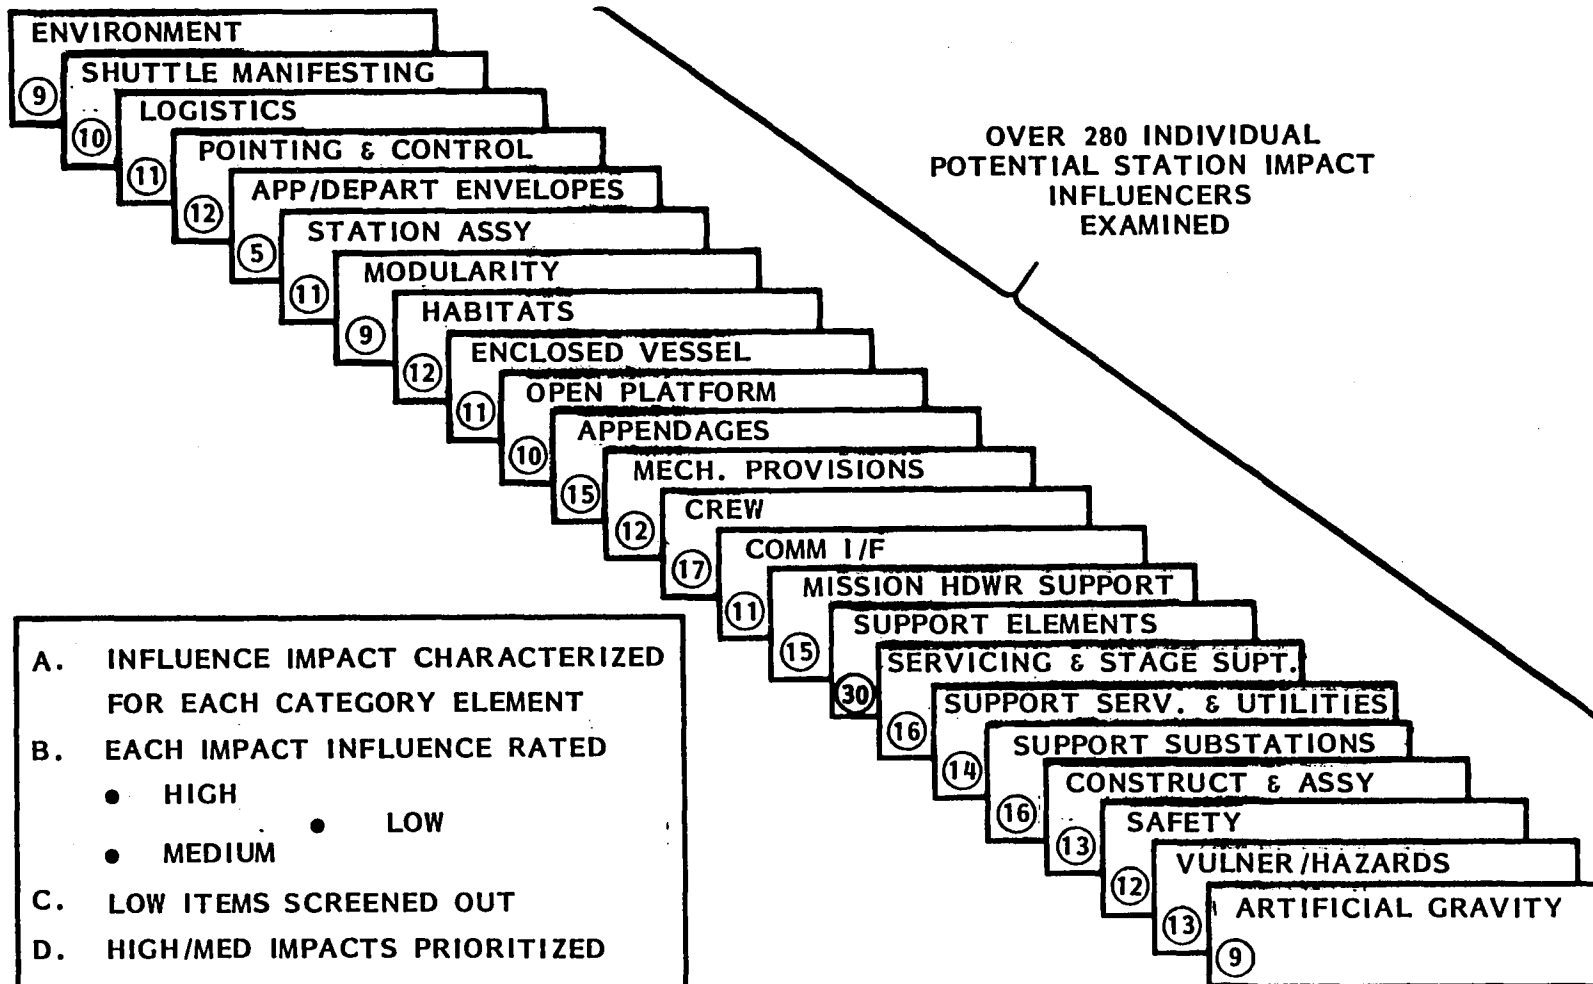 ENVIRONMENT
9
SHUTTLE MANIFESTING
10
LOGISTICS
11
POINTING & CONTROL
12
APP/DEPART ENVELOPES
5
STATION ASSY
11
MODULARITY
9
HABITATS
12
ENCLOSED VESSEL
11
OPEN PLATFORM
10
APPENDAGES
15
MECH. PROVISIONS
12
CREW
17
COMM I/F
11
MISSION HDWR SUPPORT
15
SUPPORT ELEMENTS
30
SERVICING & STAGE SUPT.
16
SUPPORT SERV. & UTILITIES
14
SUPPORT SUBSTATIONS
16
CONSTRUCT & ASSY
13
SAFETY
12
VULNER/HAZARDS
13
ARTIFICIAL GRAVITY
9
OVER 280 INDIVIDUAL
POTENTIAL STATION IMPACT
INFLUENCERS
EXAMINED
A. INFLUENCE IMPACT CHARACTERIZED
FOR EACH CATEGORY ELEMENT
B. EACH IMPACT INFLUENCE RATED
● HIGH
● LOW
● MEDIUM
C. LOW ITEMS SCREENED OUT
D. HIGH/MED IMPACTS PRIORITIZED